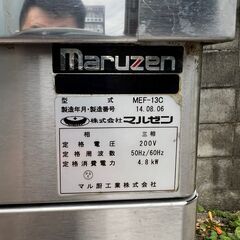 maruzen
型式 MEF-13C
製造年月・製造番号 14.08.06
株式会社 マルゼン
相 三相
定格電圧 200V
定格周波数 50Hz/60Hz
定格消費電力 4.8kW
マル厨工業株式会社